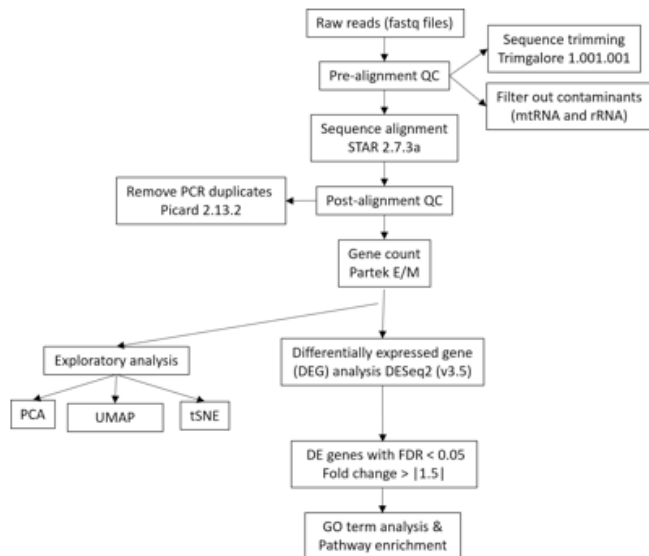 Raw reads (fastq files)
Sequence trimming
Trimgalore 1.001.001
Pre-alignment QC
Filter out contaminants
(mtRNA and rRNA)
Sequence alignment
STAR 2.7.3a
Remove PCR duplicates
Picard 2.13.2
Post-alignment QC
Gene count
Partek E/M
Exploratory analysis
Differentially expressed gene
(DEG) analysis DESeq2 (v3.5)
PCA
UMAP
tSNE
DE genes with FDR < 0.05
Fold change > |1.5|
GO term analysis &
Pathway enrichment